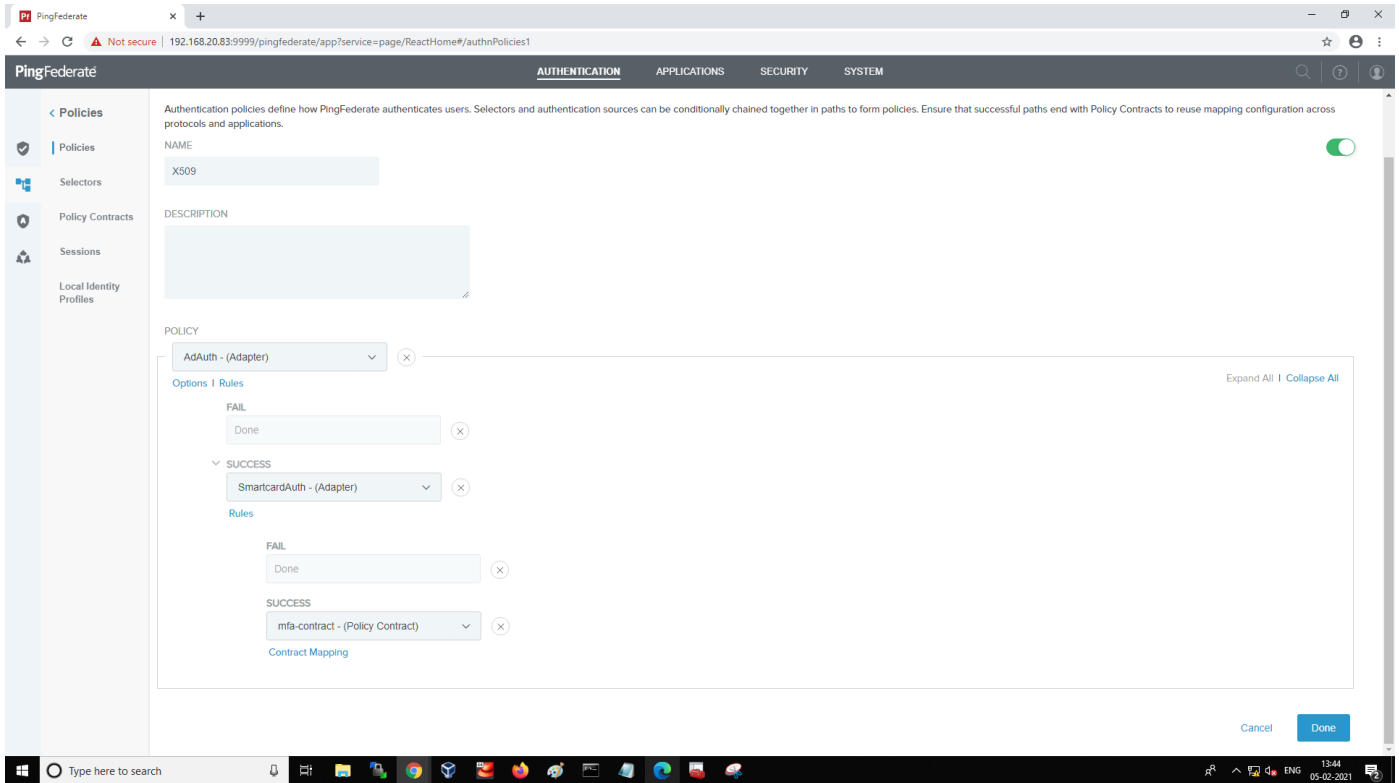 Pf PingFederate
Not secure 192.168.20.83:9999/pingfederate/app?service=page/ReactHome#/authnPolicies1
PingFederate AUTHENTICATION APPLICATIONS SECURITY SYSTEM
Policies
Policies
Selectors
Policy Contracts
Sessions
Local Identity
Profiles
Authentication policies define how PingFederate authenticates users. Selectors and authentication sources can be conditionally chained together in paths to form policies. Ensure that successful paths end with Policy Contracts to reuse mapping configuration across
protocols and applications.
NAME
X509
DESCRIPTION
POLICY
AdAuth - (Adapter)
Options | Rules
Expand All | Collapse All
FAIL
Done
SUCCESS
SmartcardAuth - (Adapter)
Rules
FAIL
Done
SUCCESS
mfa-contract - (Policy Contract)
Contract Mapping
Cancel Done
Type here to search
ENG
13:44
05-02-2021
2